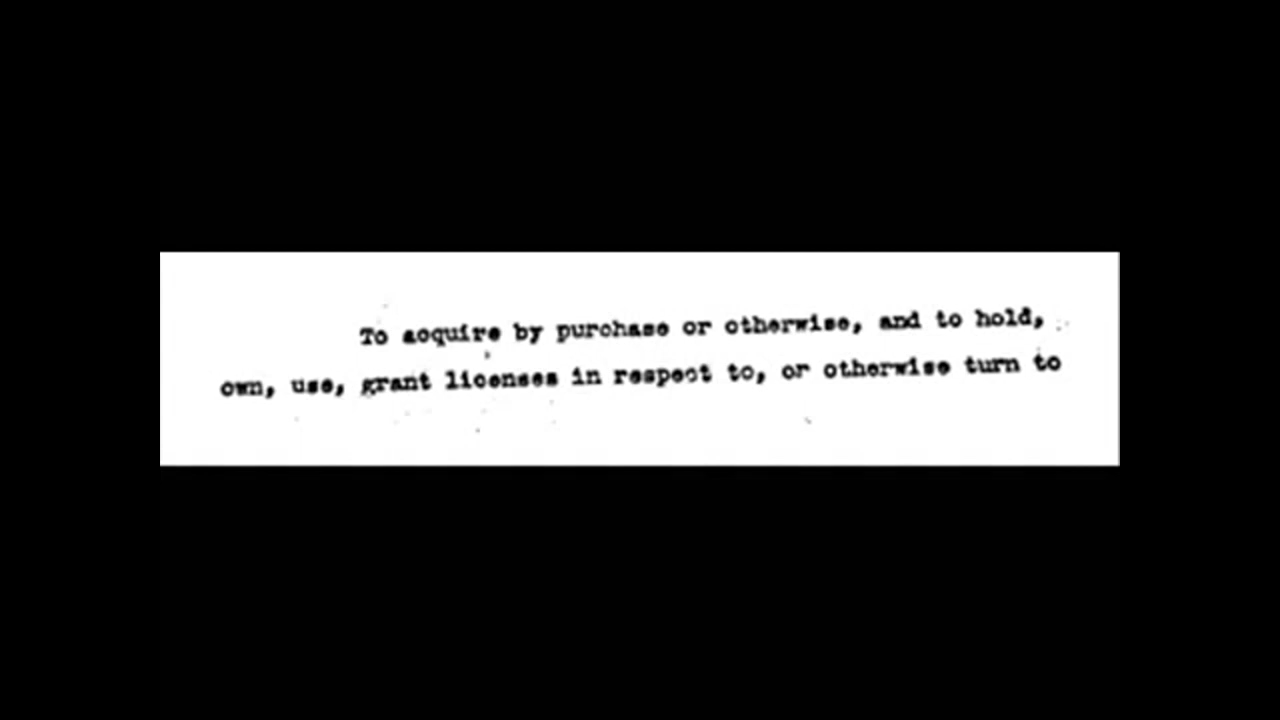 To acquire by purchase or otherwise, and to hold,
own, use, grant licenses in respect to, or otherwise turn to